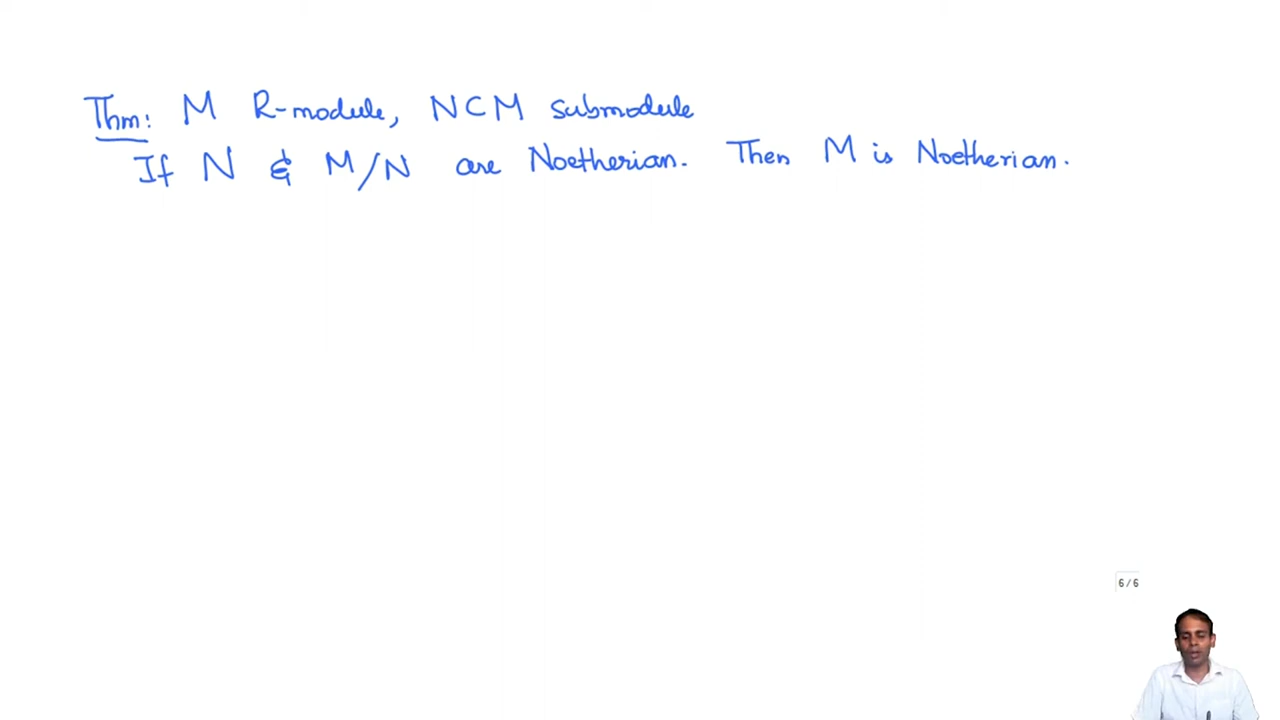 Thm: M R-module, N⊂M submodule
If N & M/N are Noetherian. Then M is Noetherian.
6 / 6